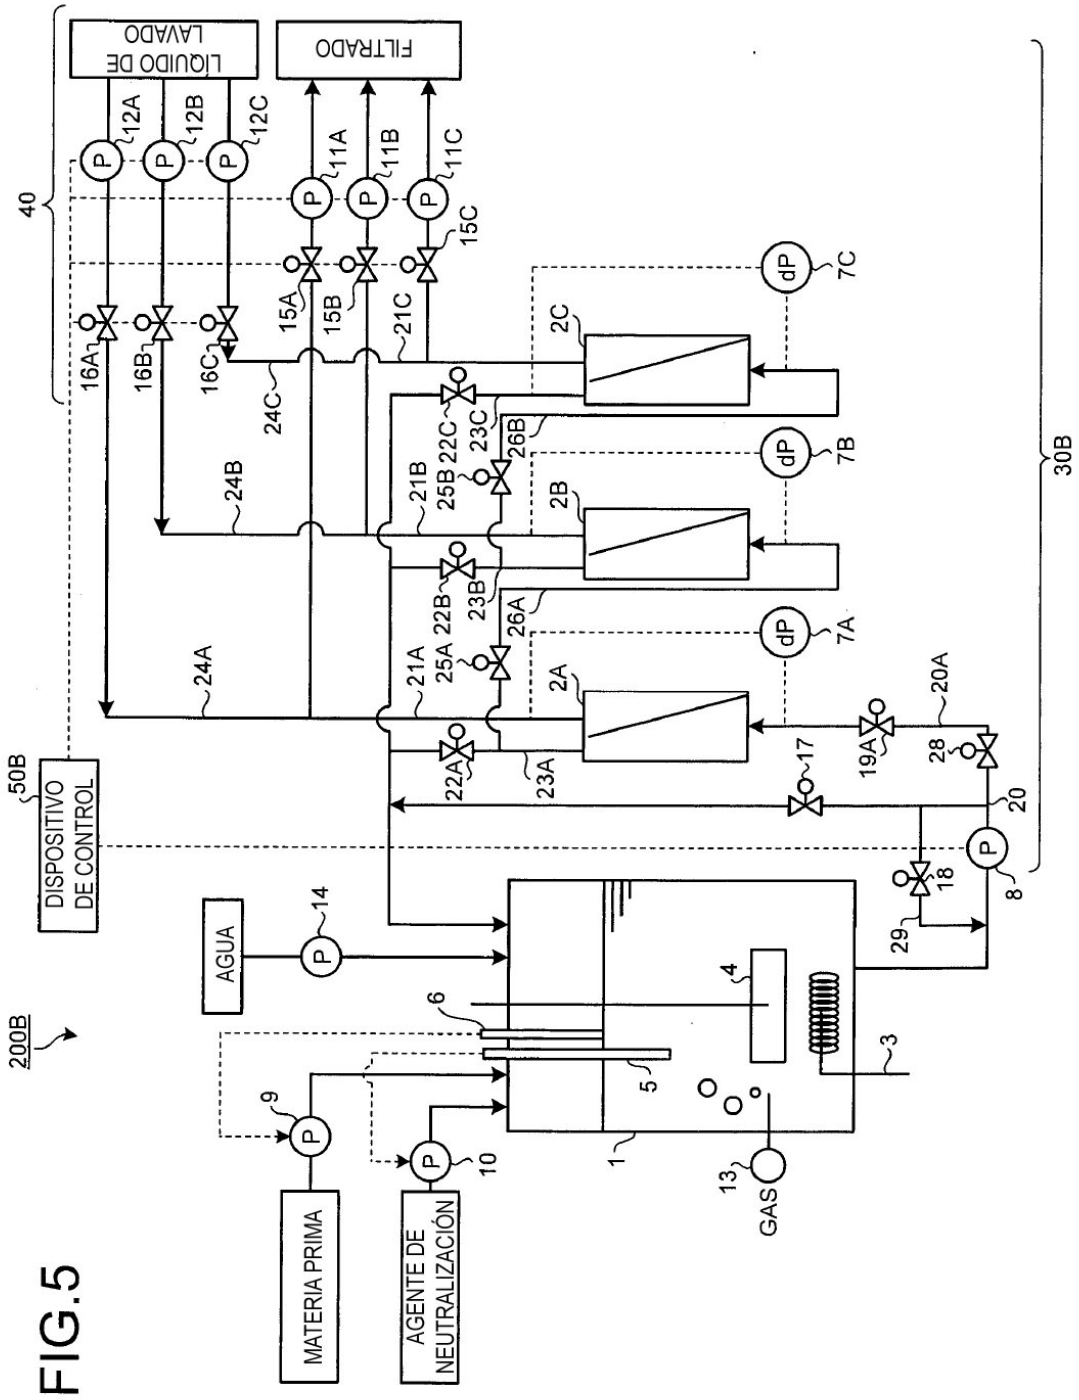 FIG.5
200B
50B
40
DISPOSITIVO
DE CONTROL
16A
12A
LÍQUIDO DE
LAVADO
P
24A
24B
16B
12B
P
16C
12C
P
AGUA
14
P
24C
MATERIA PRIMA
9
P
15A
11A
P
FILTRADO
15B
11B
P
21C
15C
11C
P
AGENTE DE
NEUTRALIZACIÓN
10
P
6
22A
21A
22B
21B
22C
23A
25A
23B
25B
23C
26A
26B
5
2A
2B
2C
1
4
13
GAS
17
dP
7A
dP
7B
dP
7C
3
19A
18
29
20A
28
8
P
20
30B